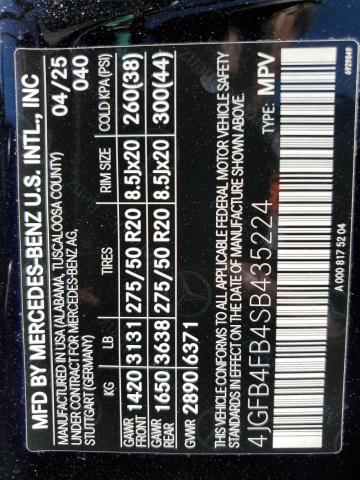 MFD BY MERCEDES-BENZ U.S. INTL., INC
MANUFACTURED IN USA (ALABAMA, TUSCALOOSA COUNTY) 04/25
UNDER CONTRACT FOR MERCEDES-BENZ AG, 040
STUTTGART (GERMANY)
KG LB TIRES RIM SIZE COLD KPA(PSI)
GAWR FRONT 1420 3131 275/50 R20 8.5Jx20 260(38)
GAWR REAR 1650 3638 275/50 R20 8.5Jx20 300(44)
GVWR 2890 6371
THIS VEHICLE CONFORMS TO ALL APPLICABLE FEDERAL MOTOR VEHICLE SAFETY
STANDARDS IN EFFECT ON THE DATE OF MANUFACTURE SHOWN ABOVE.
4JGFB4FB4SB435224 TYPE: MPV
A 000 817 52 04
6929869